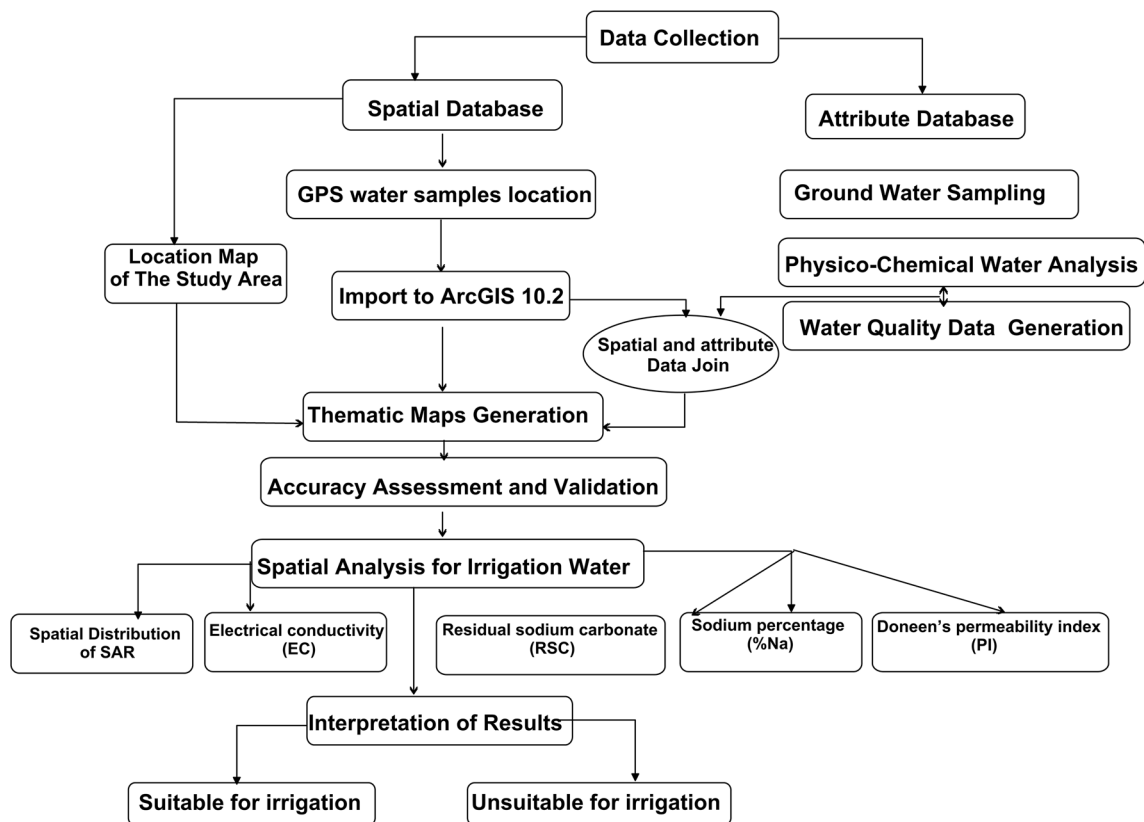 Data Collection
Spatial Database
Attribute Database
GPS water samples location
Ground Water Sampling
Location Map
of The Study Area
Physico-Chemical Water Analysis
Import to ArcGIS 10.2
Water Quality Data Generation
Spatial and attribute
Data Join
Thematic Maps Generation
Accuracy Assessment and Validation
Spatial Analysis for Irrigation Water
Spatial Distribution
of SAR
Electrical conductivity
(EC)
Residual sodium carbonate
(RSC)
Sodium percentage
(%Na)
Doneen’s permeability index
(PI)
Interpretation of Results
Suitable for irrigation
Unsuitable for irrigation